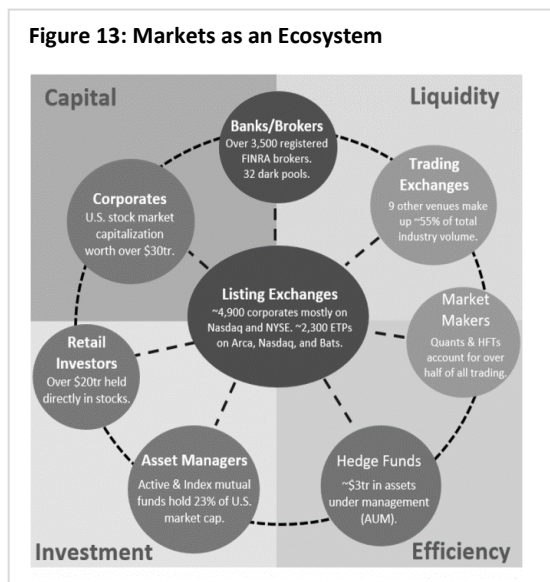 Figure 13: Markets as an Ecosystem
Capital
Liquidity
Banks/Brokers
Over 3,500 registered
FINRA brokers.
32 dark pools.
Corporates
U.S. stock market
capitalization
worth over $30tr.
Trading
Exchanges
9 other venues make
up ~55% of total
industry volume.
Listing Exchanges
~4,900 corporates mostly on
Nasdaq and NYSE. ~2,300 ETPs
on Arca, Nasdaq, and Bats.
Market
Makers
Quants & HFTs
account for over
half of all trading.
Retail
Investors
Over $20tr held
directly in stocks.
Asset Managers
Active & Index mutual
funds hold 23% of U.S.
market cap.
Hedge Funds
~$3tr in assets
under management
(AUM).
Investment
Efficiency